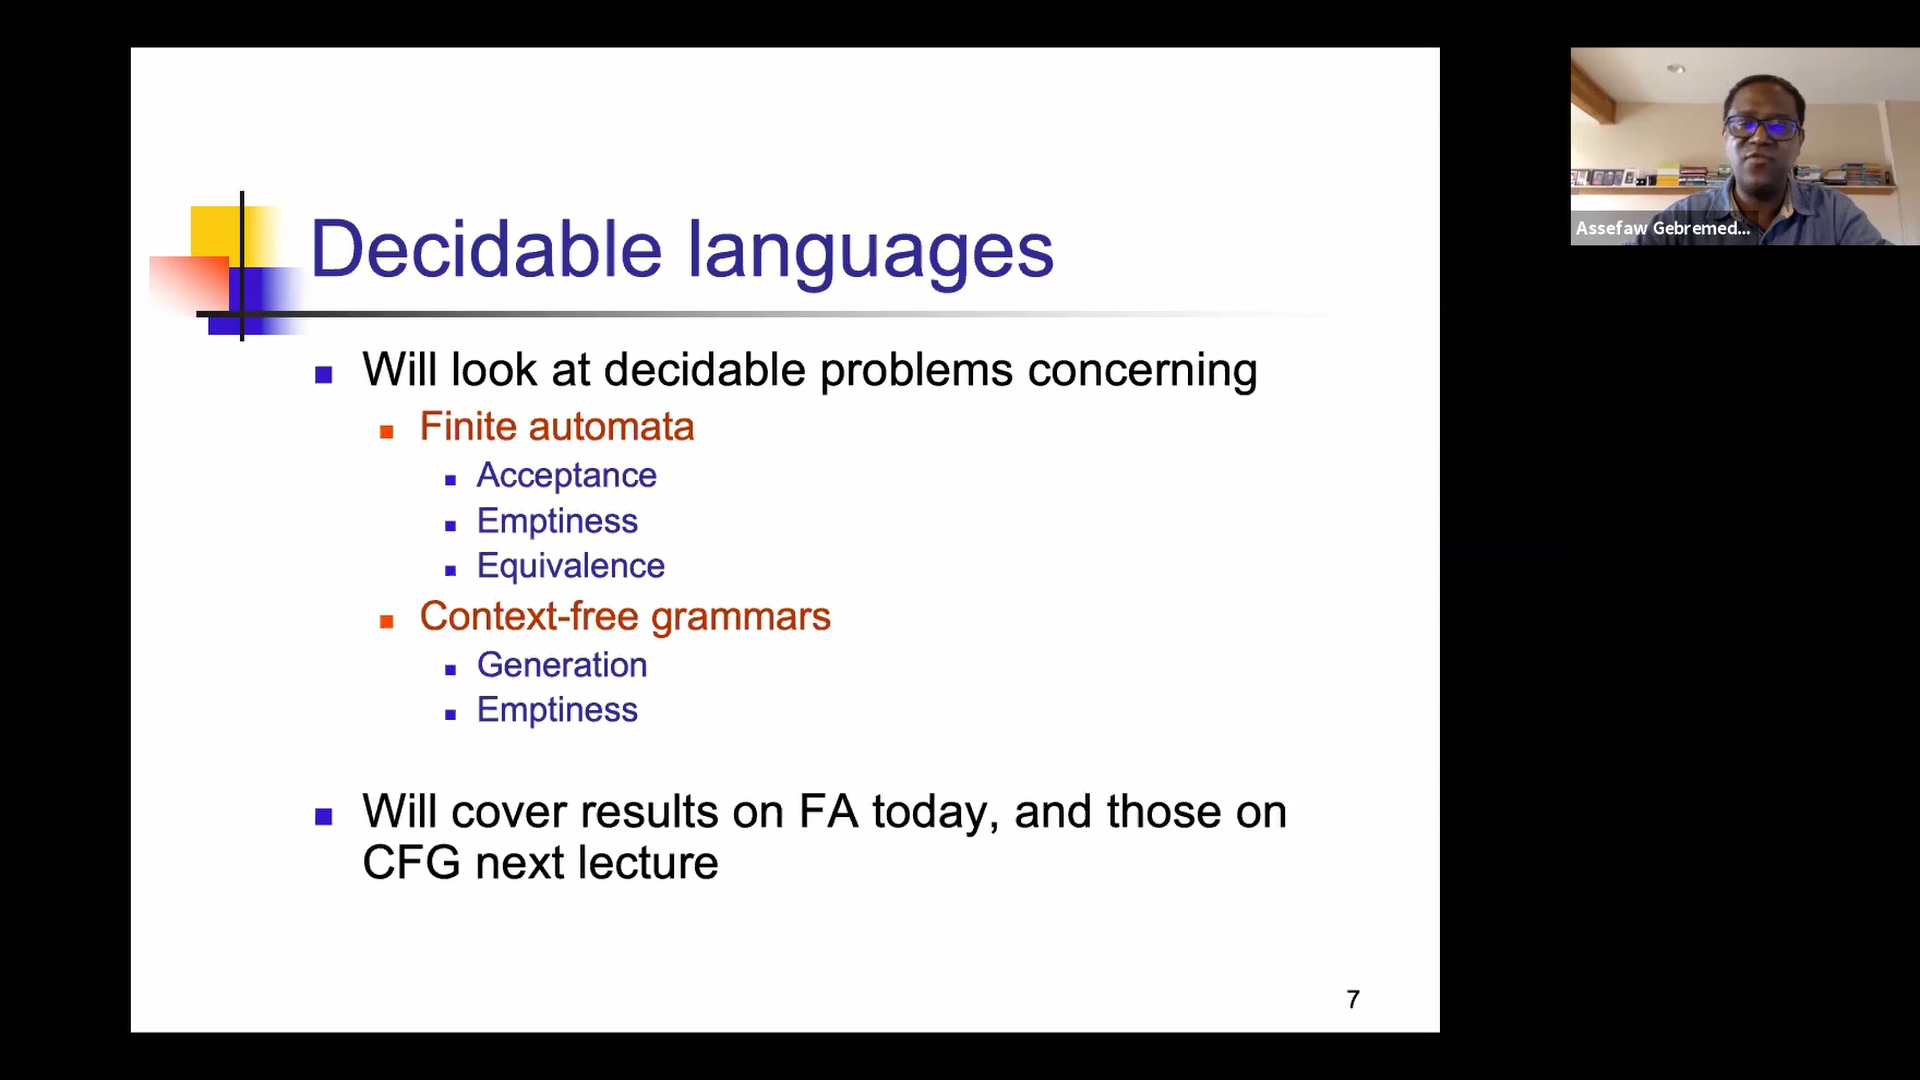 Decidable languages
Will look at decidable problems concerning
Finite automata
Acceptance
Emptiness
Equivalence
Context-free grammars
Generation
Emptiness
Will cover results on FA today, and those on
CFG next lecture
7
Assefaw Gebremed...